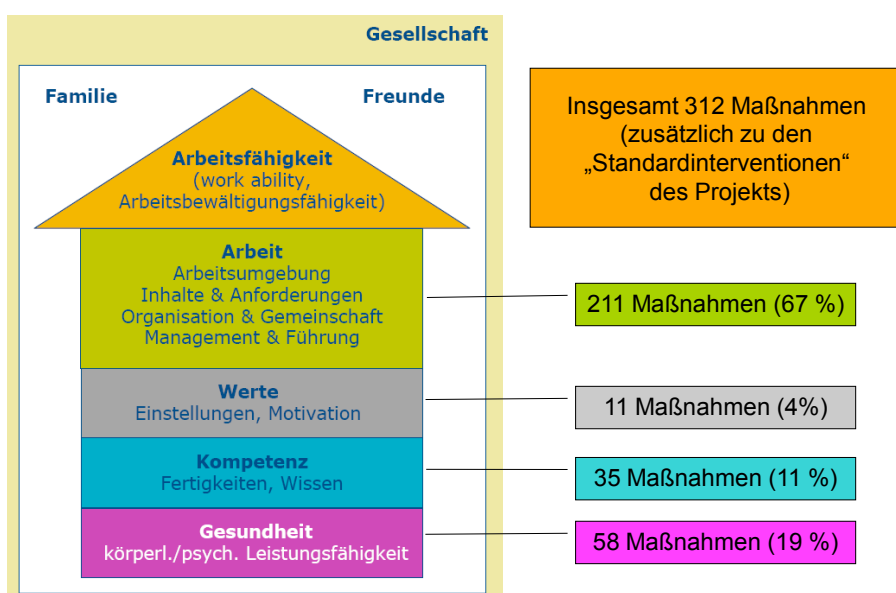 Gesellschaft
Familie
Freunde
Arbeitsfähigkeit
(work ability,
Arbeitsbewältigungsfähigkeit)
Arbeit
Arbeitsumgebung
Inhalte & Anforderungen
Organisation & Gemeinschaft
Management & Führung
Werte
Einstellungen, Motivation
Kompetenz
Fertigkeiten, Wissen
Gesundheit
körperl./psych. Leistungsfähigkeit
Insgesamt 312 Maßnahmen
(zusätzlich zu den
„Standardinterventionen“
des Projekts)
211 Maßnahmen (67 %)
11 Maßnahmen (4%)
35 Maßnahmen (11 %)
58 Maßnahmen (19 %)